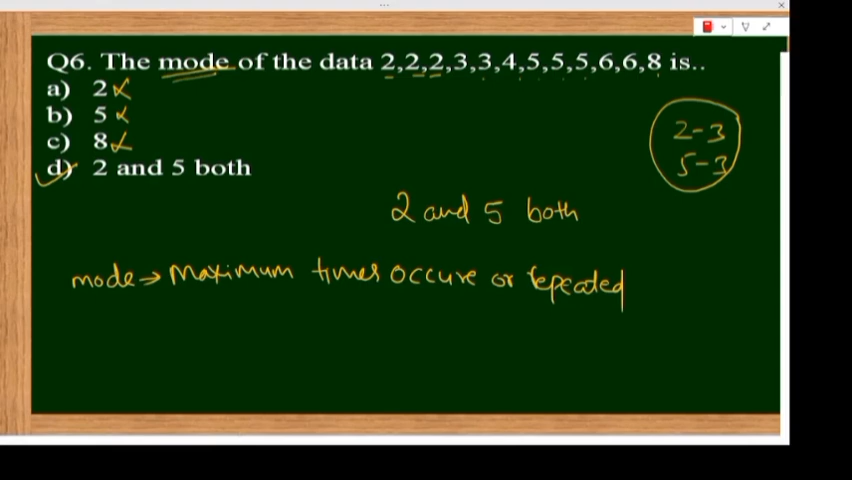 Q6. The mode of the data 2,2,2,3,3,4,5,5,5,6,6,8 is..
a) 2
b) 5
c) 8
d) 2 and 5 both
2-3
5-3
2 and 5 both
mode→ Maximum times occure or repeated